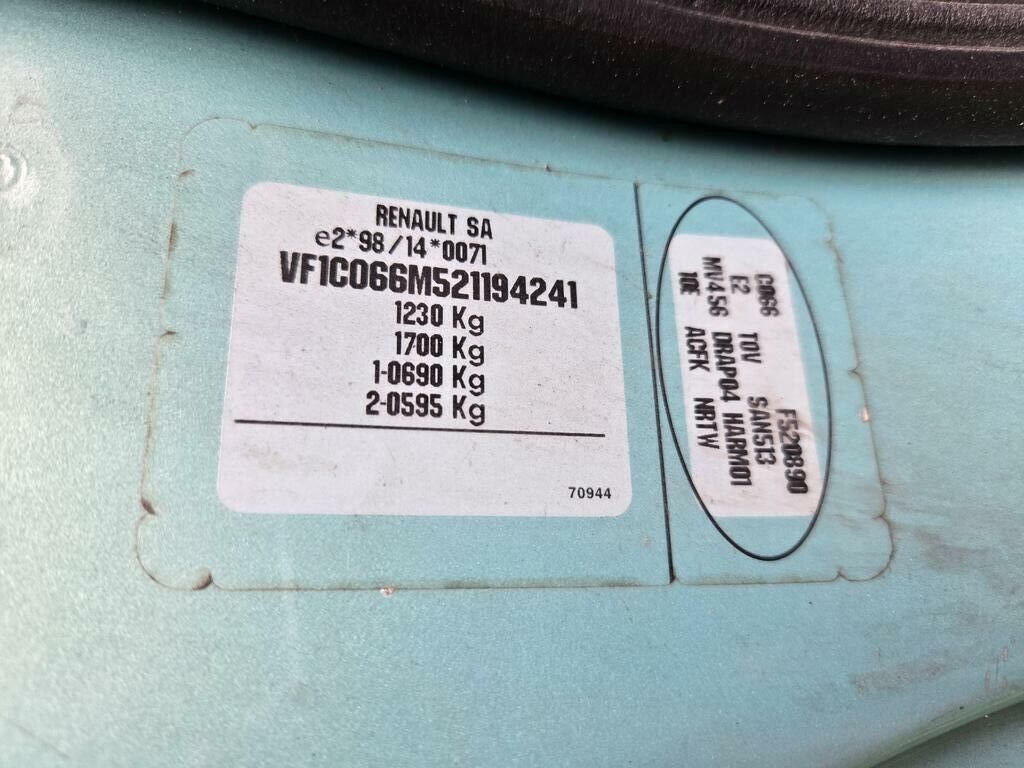 RENAULT SA
e2*98/14*0071
VF1C066M521194241
1230 Kg
1700 Kg
1-0690 Kg
2-0595 Kg
70944
C066 TOV F520890
E2 SAN513
MV456 DRAP04 HARM01
10E ACFK NRTW